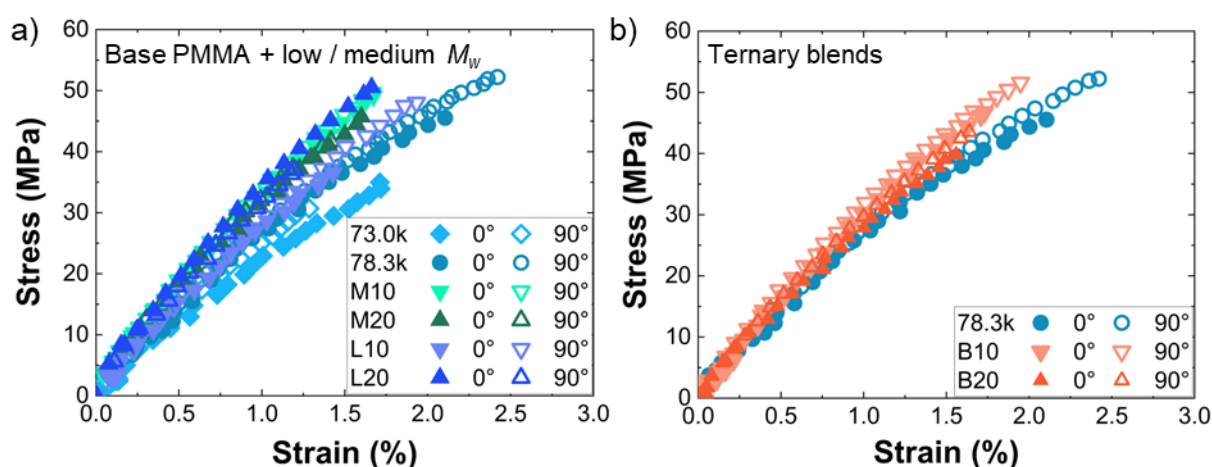 a)
Base PMMA + low / medium Mw
Stress (MPa)
60
50
40
30
20
10
0
73.0k 0° 90°
78.3k 0° 90°
M10 0° 90°
M20 0° 90°
L10 0° 90°
L20 0° 90°
0.0 0.5 1.0 1.5 2.0 2.5 3.0
Strain (%)
b)
Ternary blends
Stress (MPa)
60
50
40
30
20
10
0
78.3k 0° 90°
B10 0° 90°
B20 0° 90°
0.0 0.5 1.0 1.5 2.0 2.5 3.0
Strain (%)